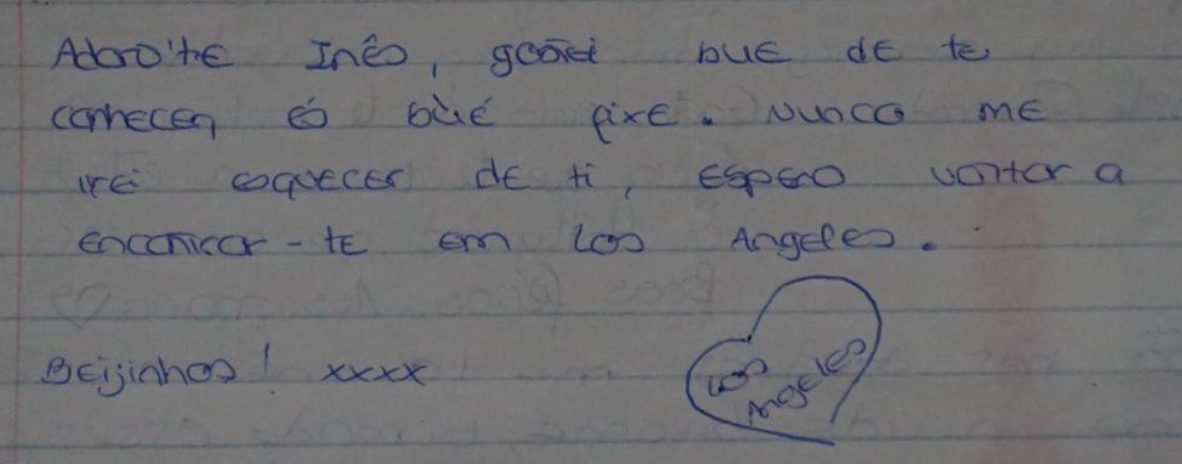 Adoro-te Inês, gostei bué de te
conhecer, és bué fixe. Nunca me
irei esquecer de ti, espero voltar a
encontrar-te em Los Angeles.
Beijinhos! xxxx
Los
Angeles